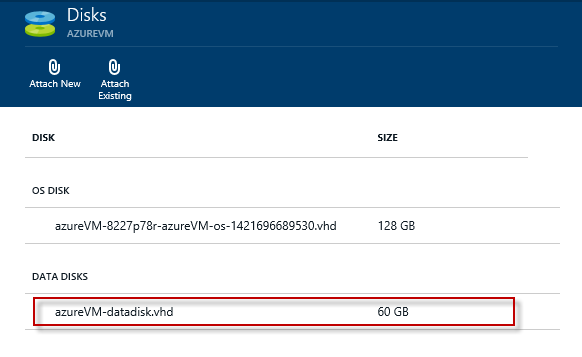 Disks
AZUREVM
Attach New
Attach Existing
DISK SIZE
OS DISK
azureVM-8227p78r-azureVM-os-1421696689530.vhd 128 GB
DATA DISKS
azureVM-datadisk.vhd 60 GB